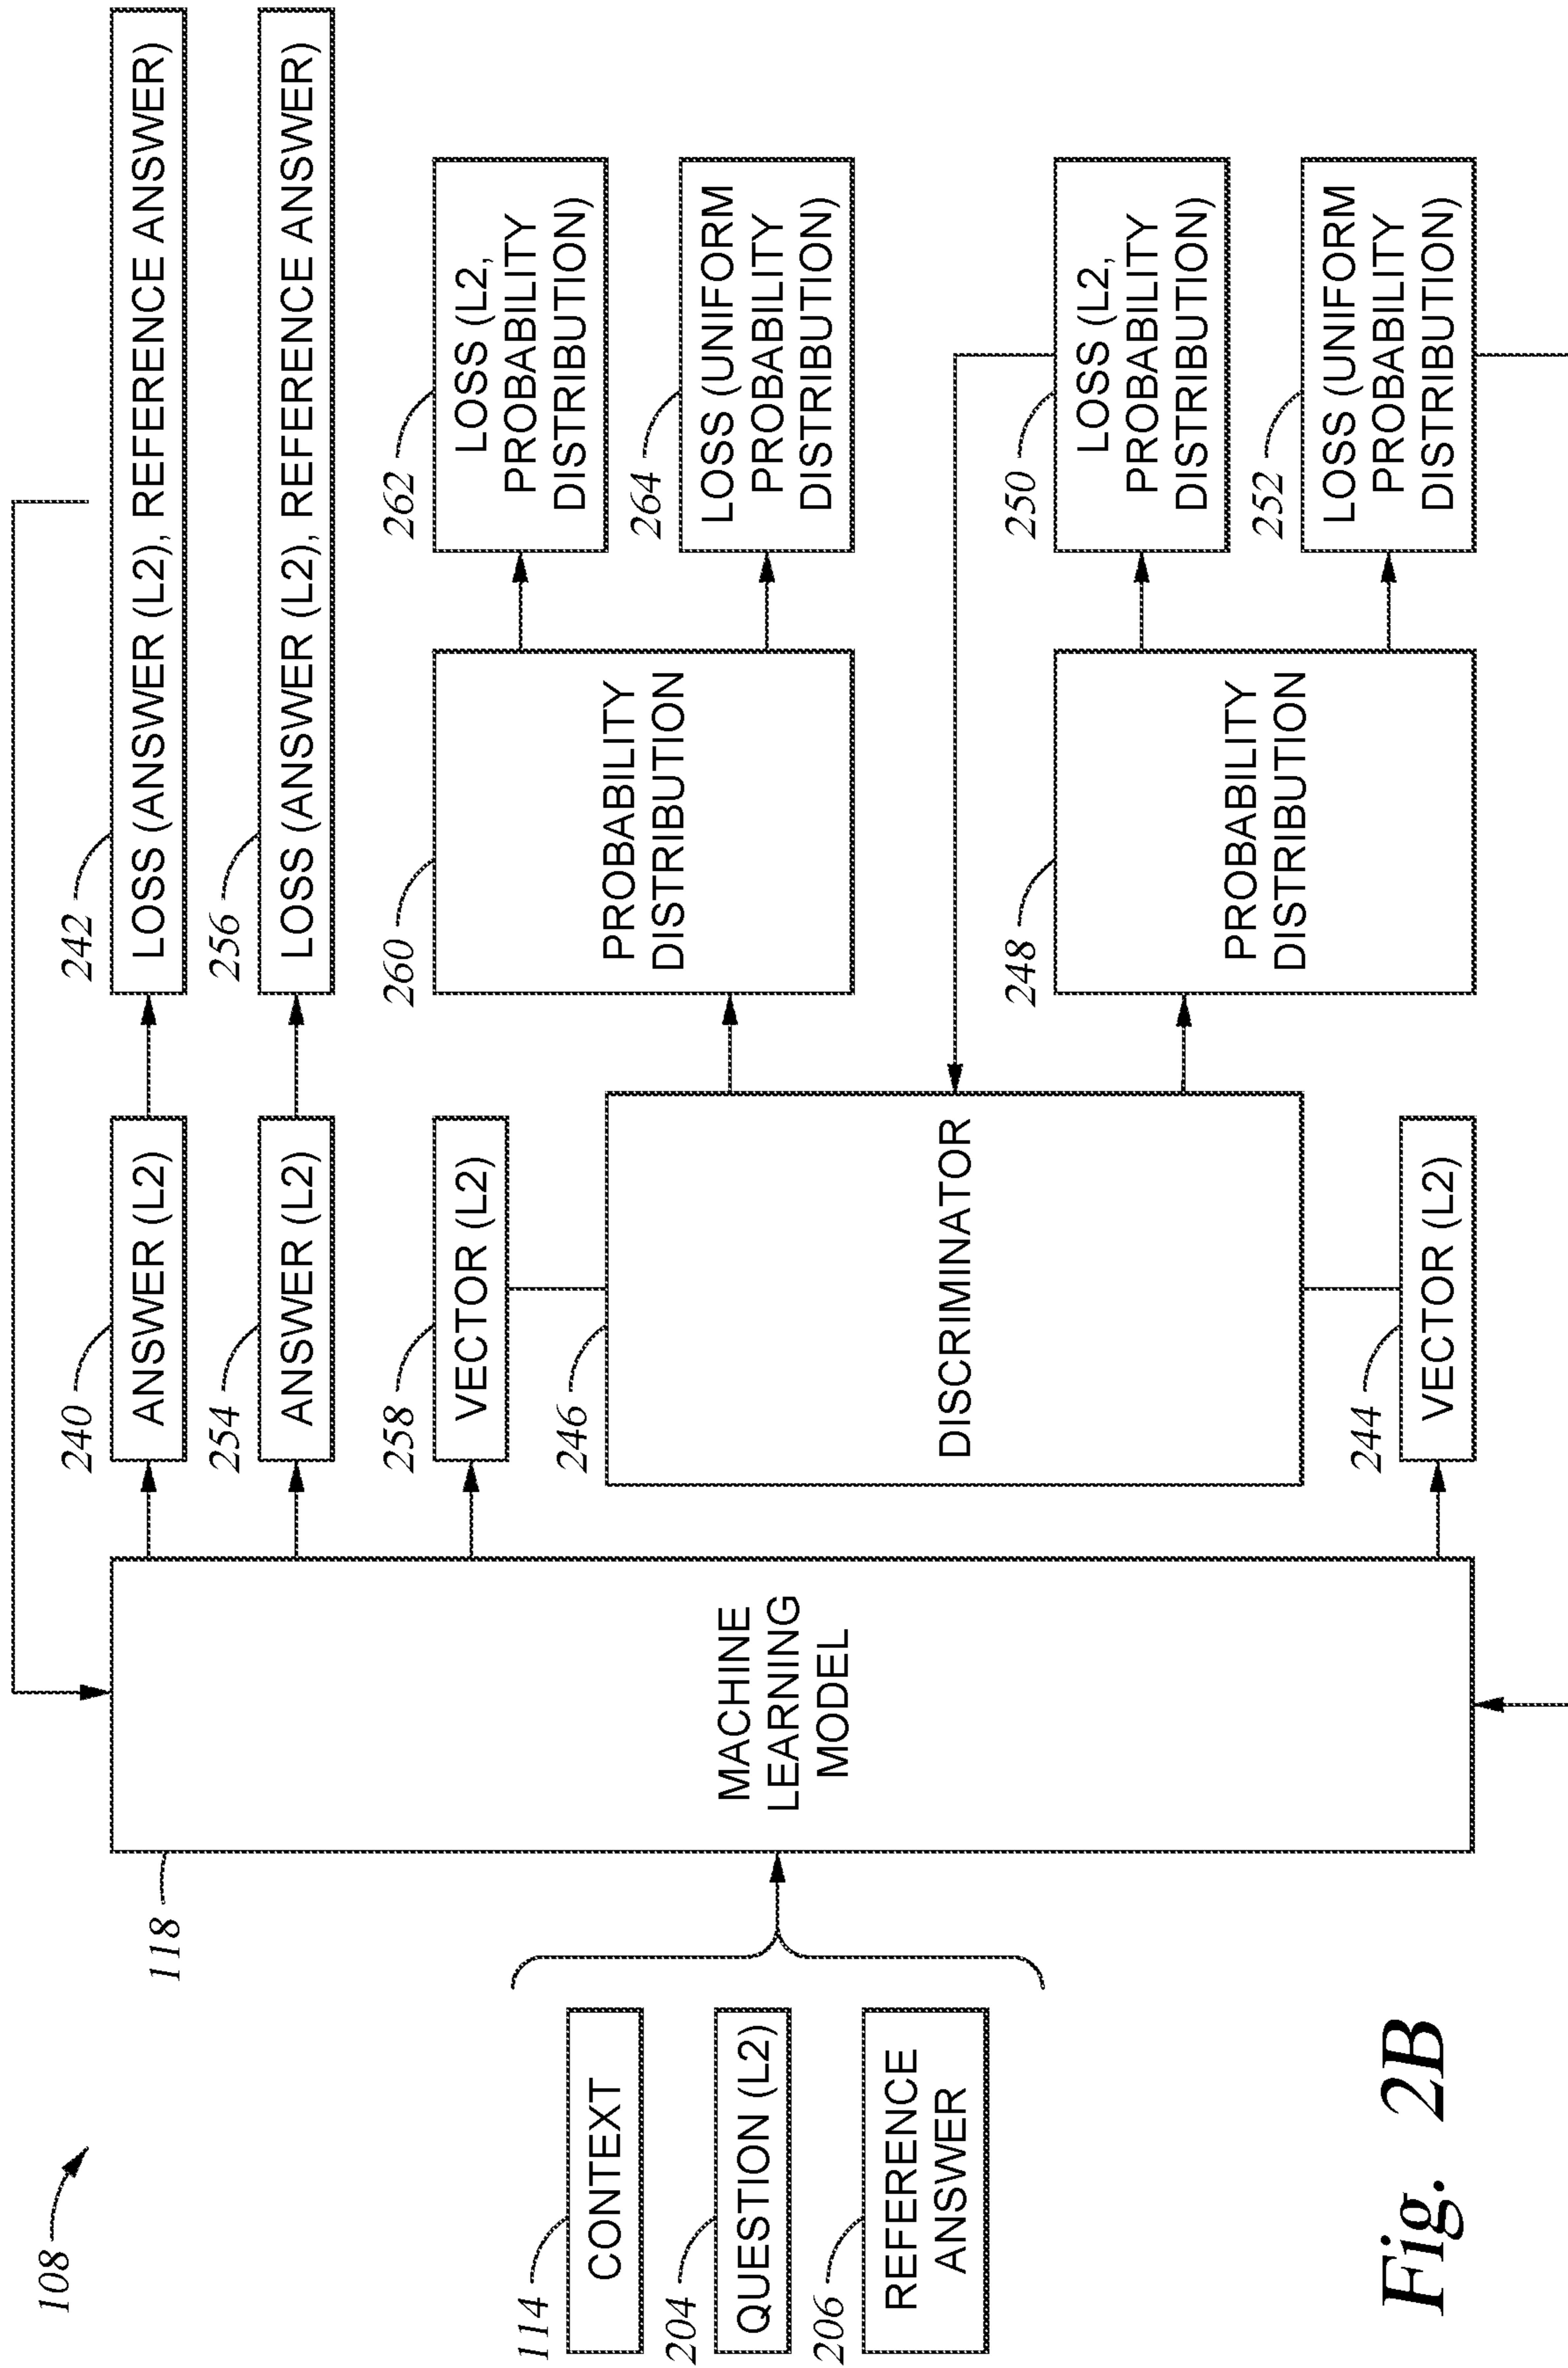 108
114
CONTEXT
204
QUESTION (L2)
206
REFERENCE
ANSWER
118
MACHINE
LEARNING
MODEL
240
ANSWER (L2)
242
LOSS (ANSWER (L2), REFERENCE ANSWER)
254
ANSWER (L2)
256
LOSS (ANSWER (L2), REFERENCE ANSWER)
258
VECTOR (L2)
246
DISCRIMINATOR
244
VECTOR (L2)
260
PROBABILITY
DISTRIBUTION
262
LOSS (L2,
PROBABILITY
DISTRIBUTION)
264
LOSS (UNIFORM
PROBABILITY
DISTRIBUTION)
248
PROBABILITY
DISTRIBUTION
250
LOSS (L2,
PROBABILITY
DISTRIBUTION)
252
LOSS (UNIFORM
PROBABILITY
DISTRIBUTION)
Fig. 2B